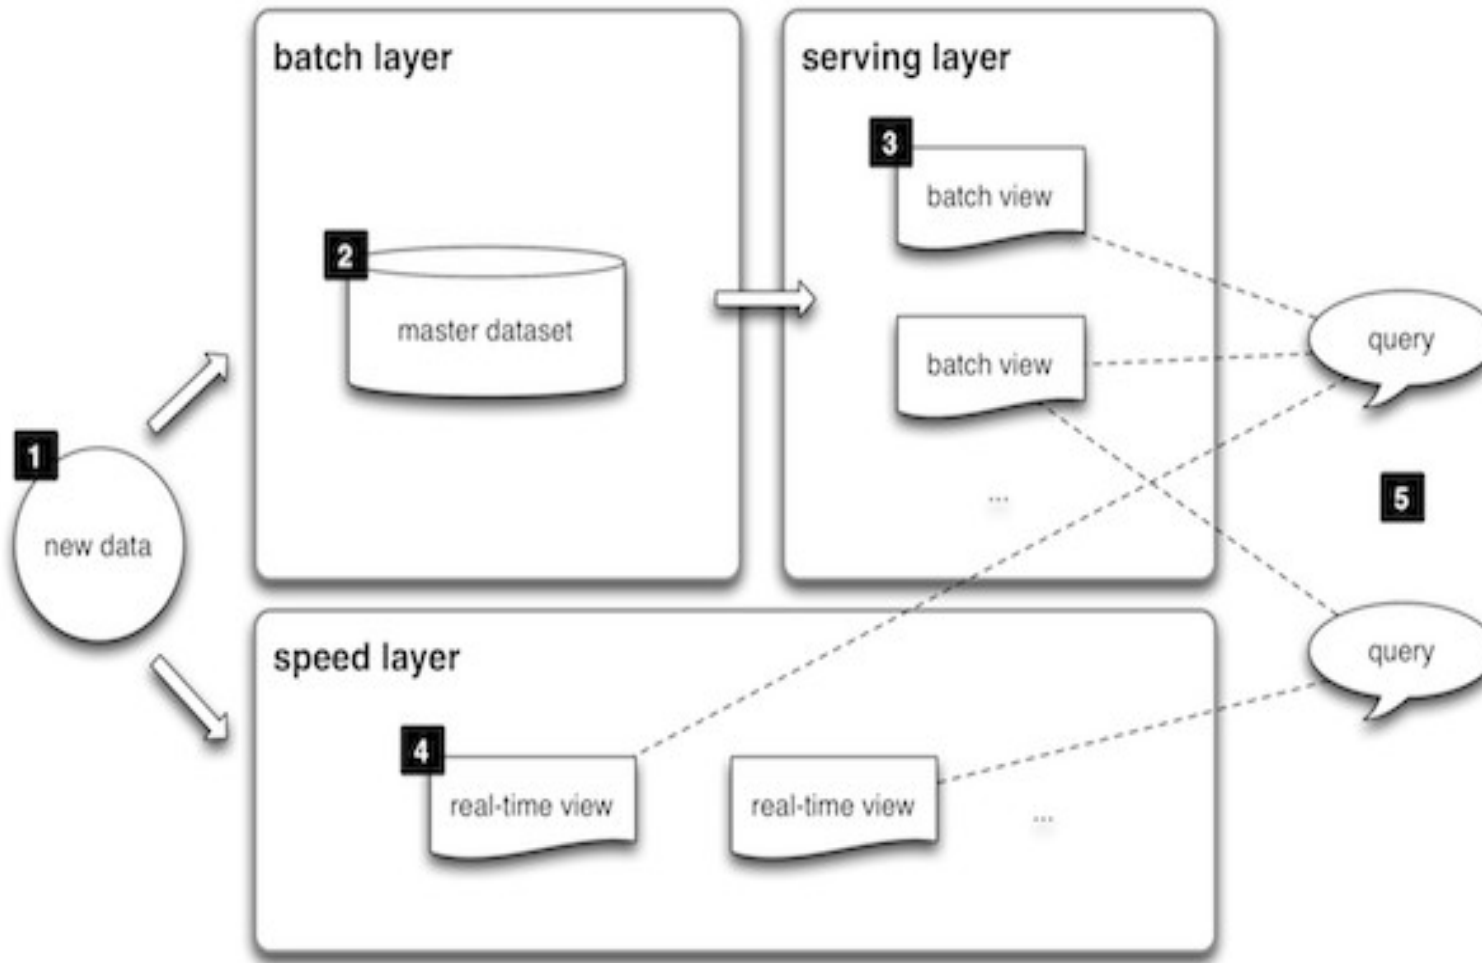 batch layer
serving layer
3
batch view
2
master dataset
batch view
query
1
new data
...
5
speed layer
query
4
real-time view
real-time view
...